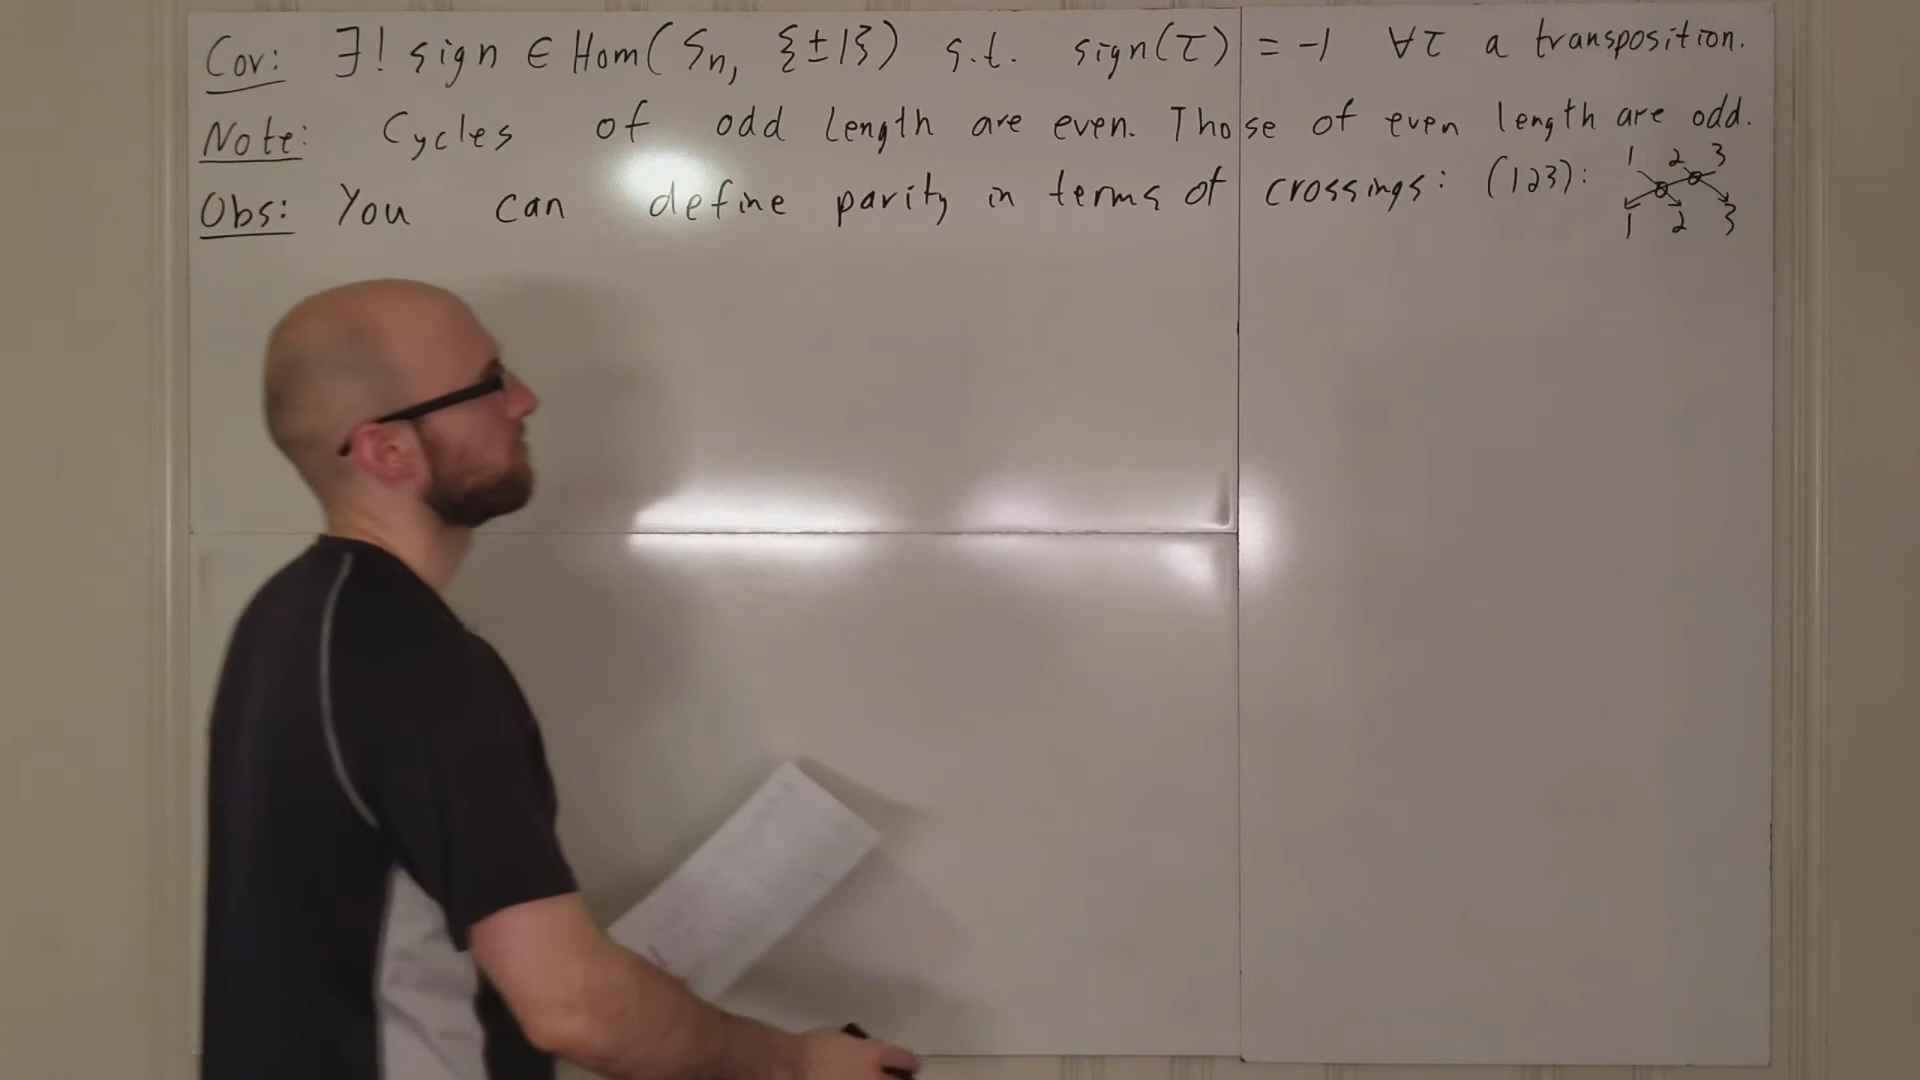 Cor: ∃! sign ∈ Hom(Sn, {±1}) s.t. sign(τ) = -1 ∀τ a transposition.
Note: Cycles of odd length are even. Those of even length are odd.
Obs: You can define parity in terms of crossings: (123):
1 2 3
1 2 3